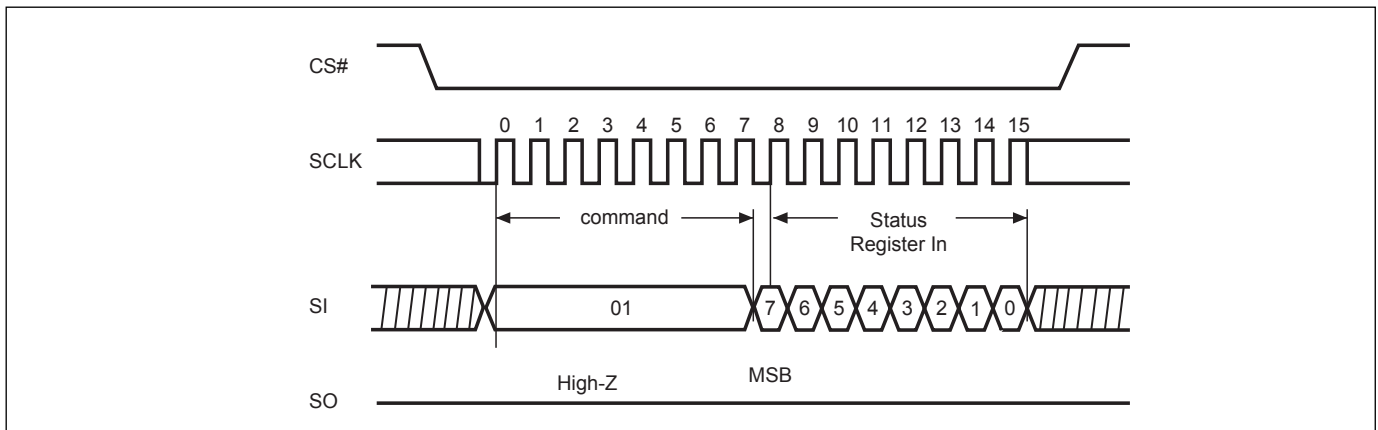 CS#
0 1 2 3 4 5 6 7 8 9 10 11 12 13 14 15
SCLK
command
Status
Register In
SI
01
7 6 5 4 3 2 1 0
High-Z
MSB
SO